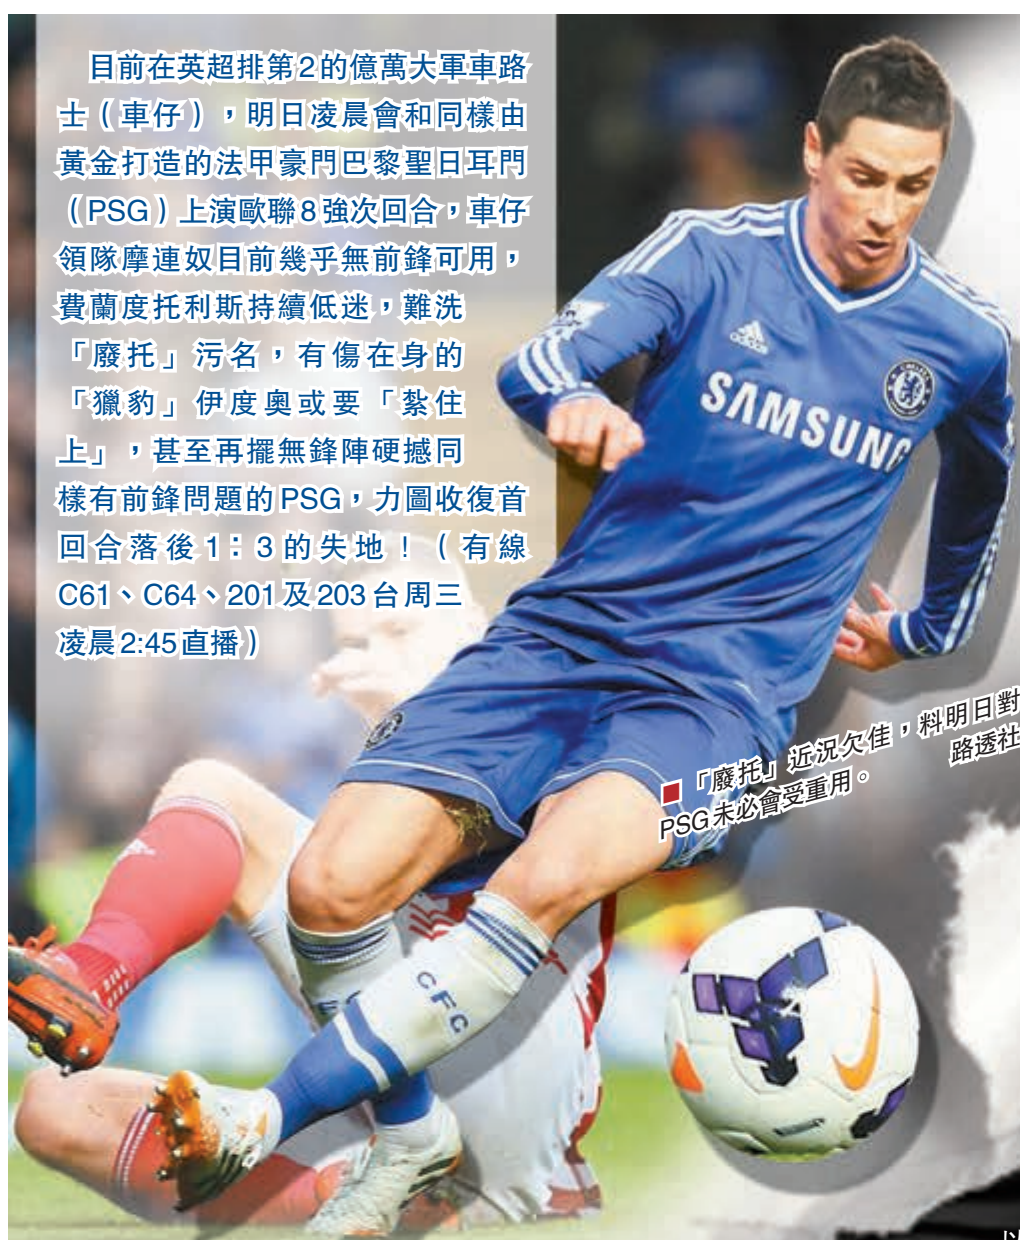 目前在英超排第2的億萬大軍車路
士（車仔），明日凌晨會和同樣由
黃金打造的法甲豪門巴黎聖日耳門
（PSG）上演歐聯8強次回合，車仔
領隊摩連奴目前幾乎無前鋒可用，
費蘭度托利斯持續低迷，難洗
「廢托」污名，有傷在身的
「獵豹」伊度奧或要「紮住
上」，甚至再擺無鋒陣硬撼同
樣有前鋒問題的PSG，力圖收復首
回合落後1：3的失地！（有線
C61、C64、201及203台周三
凌晨2:45直播）
adidas
CHELSEA
SAMSUNG
■「廢托」近況欠佳，料明日對
PSG未必會受重用。 路透社
CFC